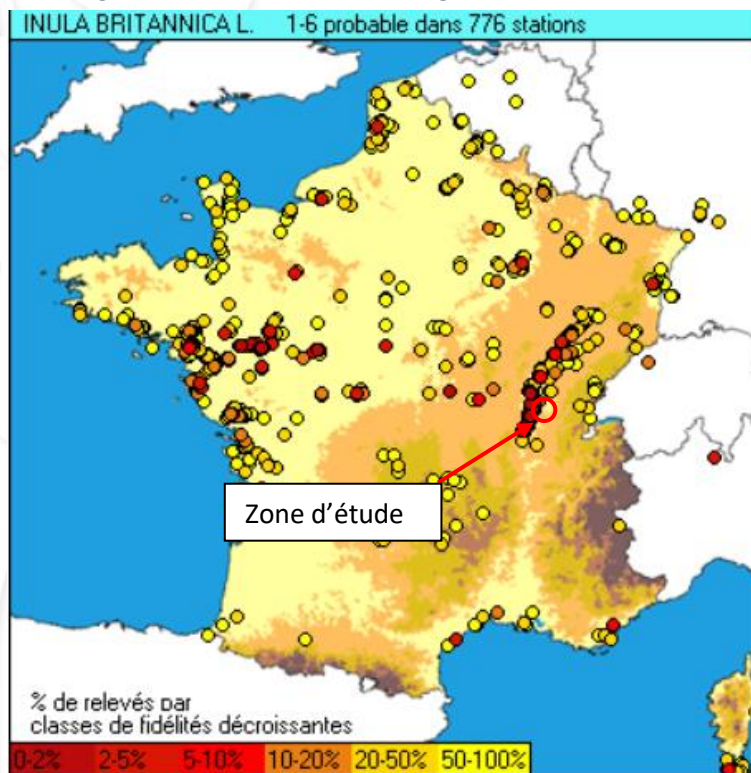 INULA BRITANNICA L. 1-6 probable dans 776 stations
Zone d’étude
% de relevés par
classes de fidélités décroissantes
0-2% 2-5% 5-10% 10-20% 20-50% 50-100%